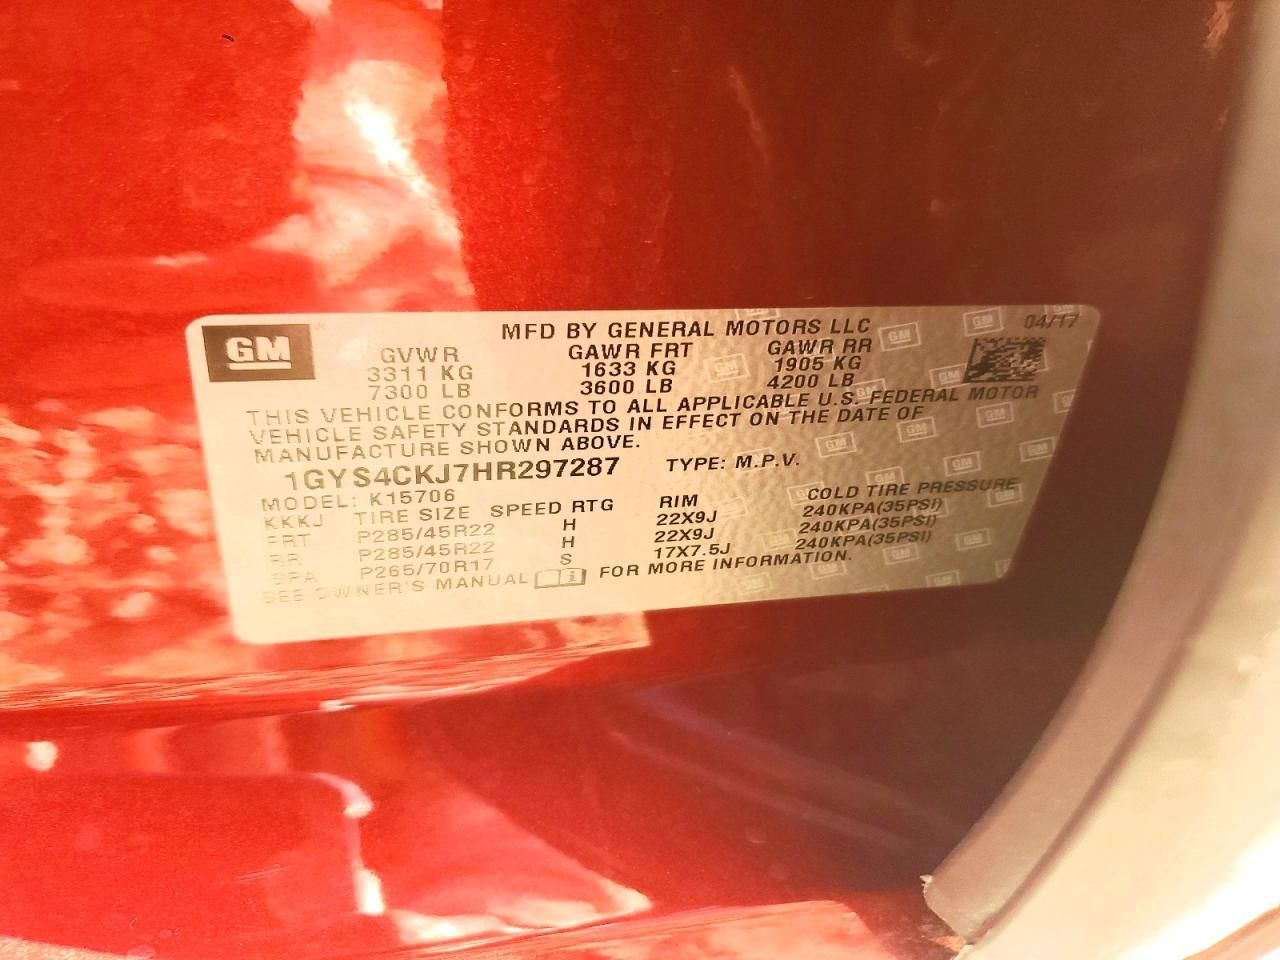 GM
MFD BY GENERAL MOTORS LLC
04/17
GVWR GAWR FRT GAWR RR
3311 KG 1633 KG 1905 KG
7300 LB 3600 LB 4200 LB
THIS VEHICLE CONFORMS TO ALL APPLICABLE U.S. FEDERAL MOTOR
VEHICLE SAFETY STANDARDS IN EFFECT ON THE DATE OF
MANUFACTURE SHOWN ABOVE.
1GYS4CKJ7HR297287 TYPE: M.P.V.
MODEL: K15706
KKKJ TIRE SIZE SPEED RTG RIM COLD TIRE PRESSURE
FRT P285/45R22 H 22X9J 240KPA(35PSI)
RR P285/45R22 H 22X9J 240KPA(35PSI)
SPA P265/70R17 S 17X7.5J 240KPA(35PSI)
SEE OWNER'S MANUAL FOR MORE INFORMATION.